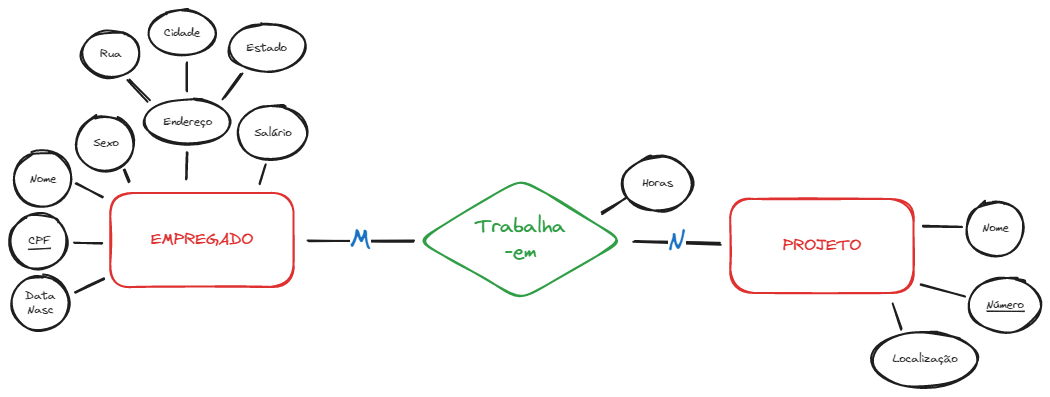 Cidade
Rua
Estado
Endereço
Salário
Sexo
Nome
CPF
Data
Nasc
EMPREGADO
M
Trabalha
-em
Horas
N
PROJETO
Nome
Número
Localização